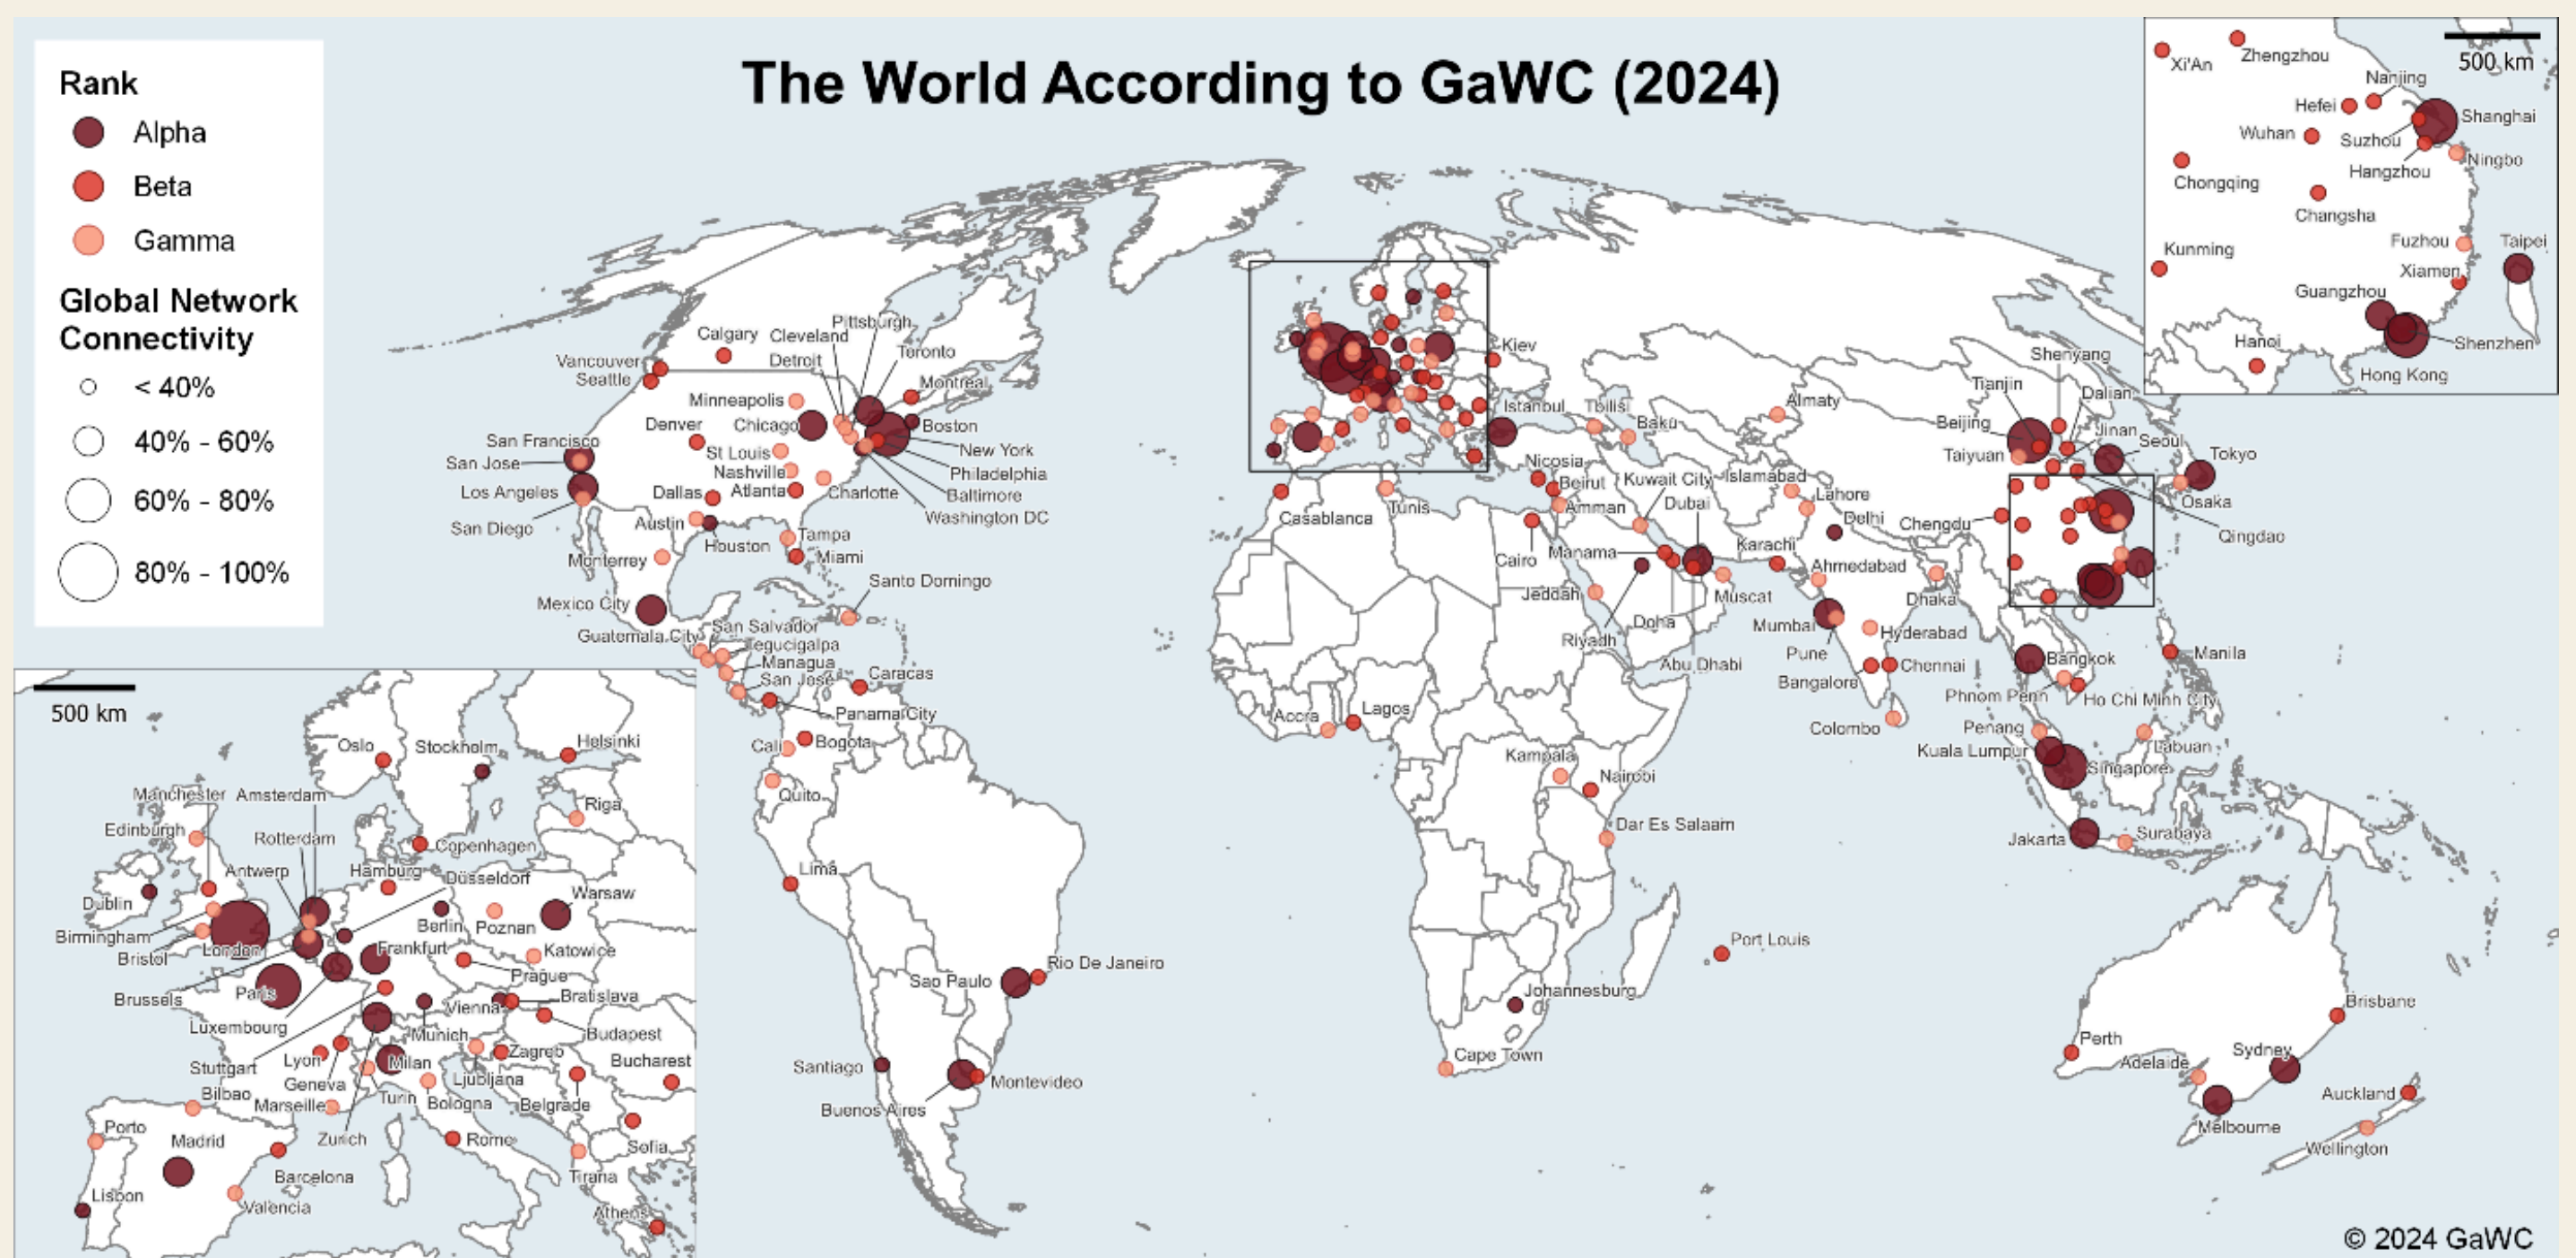 The World According to GaWC (2024)
Rank
Alpha
Beta
Gamma
Global Network
Connectivity
< 40%
40% - 60%
60% - 80%
80% - 100%
Calgary
Cleveland
Pittsburgh
Vancouver
Seattle
Detroit
Toronto
Montreal
Minneapolis
Denver
Chicago
Boston
San Francisco
San Jose
St Louis
New York
Nashville
Philadelphia
Los Angeles
Dallas
Atlanta
Charlotte
Baltimore
Washington DC
San Diego
Austin
Houston
Tampa
Monterrey
Miami
Santo Domingo
Mexico City
Guatemala City
San Salvador
Tegucigalpa
Managua
San Jose
Caracas
Panama City
Cali
Bogota
Quito
Lima
Sao Paulo
Rio De Janeiro
Santiago
Montevideo
Buenos Aires
Kiev
Istanbul
Tbilisi
Baku
Almaty
Nicosia
Beirut
Amman
Kuwait City
Islamabad
Lahore
Dubai
Delhi
Casablanca
Tunis
Cairo
Manama
Karachi
Ahmedabad
Jeddah
Muscat
Dhaka
Riyadh
Doha
Mumbai
Hyderabad
Abu Dhabi
Pune
Chennai
Bangalore
Colombo
Accra
Lagos
Kampala
Nairobi
Dar Es Salaam
Port Louis
Johannesburg
Cape Town
Shenyang
Tianjin
Dalian
Beijing
Jinan
Seoul
Taiyuan
Tokyo
Osaka
Chengdu
Qingdao
Manila
Bangkok
Phnom Penh
Ho Chi Minh City
Penang
Labuan
Kuala Lumpur
Singapore
Jakarta
Surabaya
Brisbane
Perth
Adelaide
Sydney
Melbourne
Auckland
Wellington
500 km
Xi'An
Zhengzhou
Nanjing
Hefei
Shanghai
Wuhan
Suzhou
Ningbo
Hangzhou
Chongqing
Changsha
Fuzhou
Taipei
Kunming
Xiamen
Guangzhou
Hanoi
Shenzhen
Hong Kong
500 km
Oslo
Stockholm
Helsinki
Manchester
Amsterdam
Riga
Edinburgh
Rotterdam
Copenhagen
Antwerp
Hamburg
Düsseldorf
Dublin
Warsaw
Berlin
Poznan
Birmingham
London
Bristol
Frankfurt
Katowice
Prague
Brussels
Paris
Vienna
Bratislava
Luxembourg
Munich
Budapest
Stuttgart
Lyon
Milan
Zagreb
Bucharest
Geneva
Ljubljana
Bilbao
Marseille
Turin
Bologna
Belgrade
Porto
Madrid
Zurich
Rome
Sofia
Barcelona
Tirana
Lisbon
Valencia
Athens
© 2024 GaWC